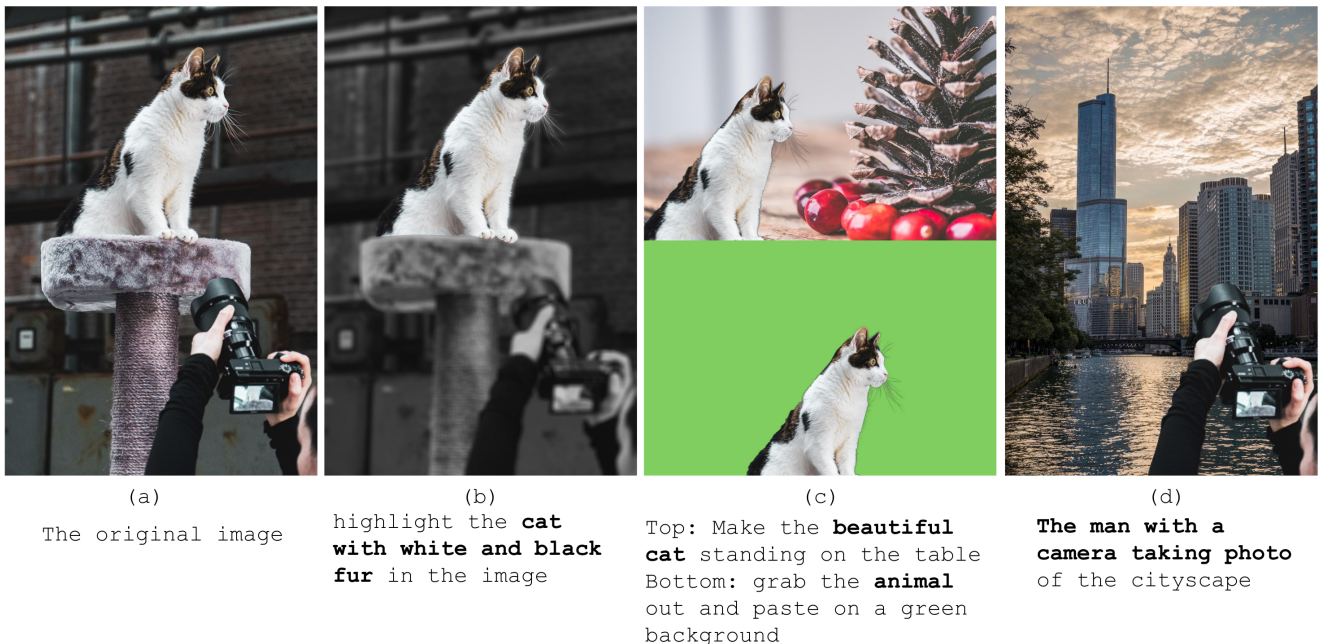 (a)
The original image
(b)
highlight the cat
with white and black
fur in the image
(c)
Top: Make the beautiful
cat standing on the table
Bottom: grab the animal
out and paste on a green
background
(d)
The man with a
camera taking photo
of the cityscape